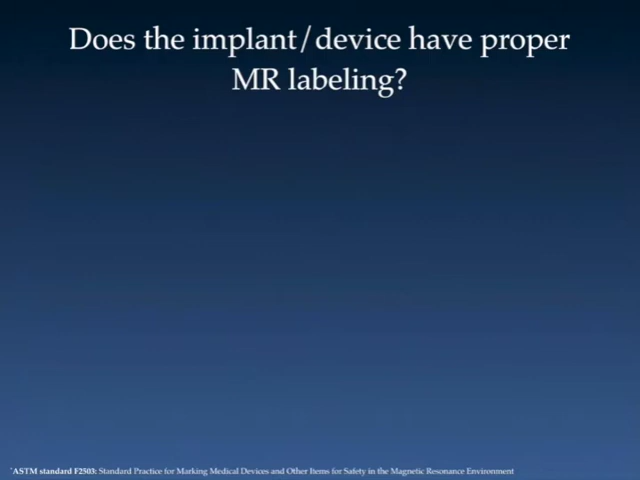 Does the implant/device have proper
MR labeling?
*ASTM standard F2503: Standard Practice for Marking Medical Devices and Other Items for Safety in the Magnetic Resonance Environment